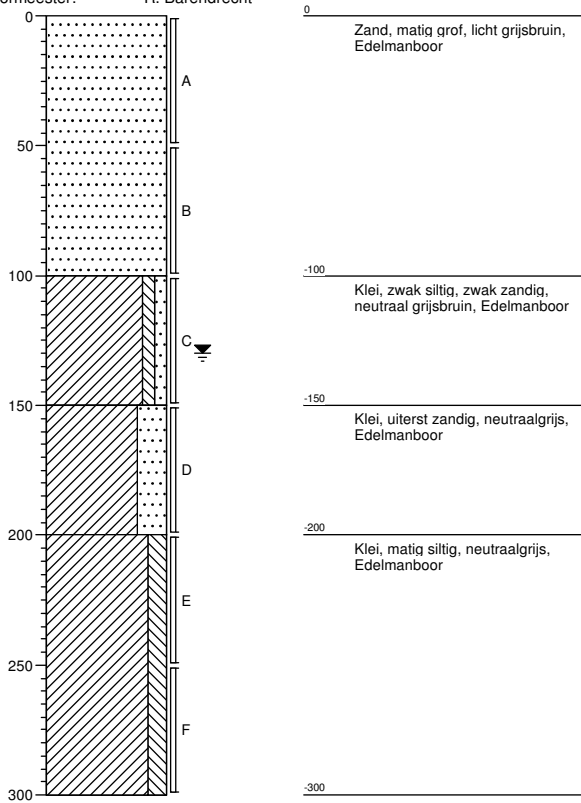 R. Barendrecht
0
50
100
150
200
250
300
A
B
C
D
E
F
0
Zand, matig grof, licht grijsbruin,
Edelmanboor
-100
Klei, zwak siltig, zwak zandig,
neutraal grijsbruin, Edelmanboor
-150
Klei, uiterst zandig, neutraalgrijs,
Edelmanboor
-200
Klei, matig siltig, neutraalgrijs,
Edelmanboor
-300